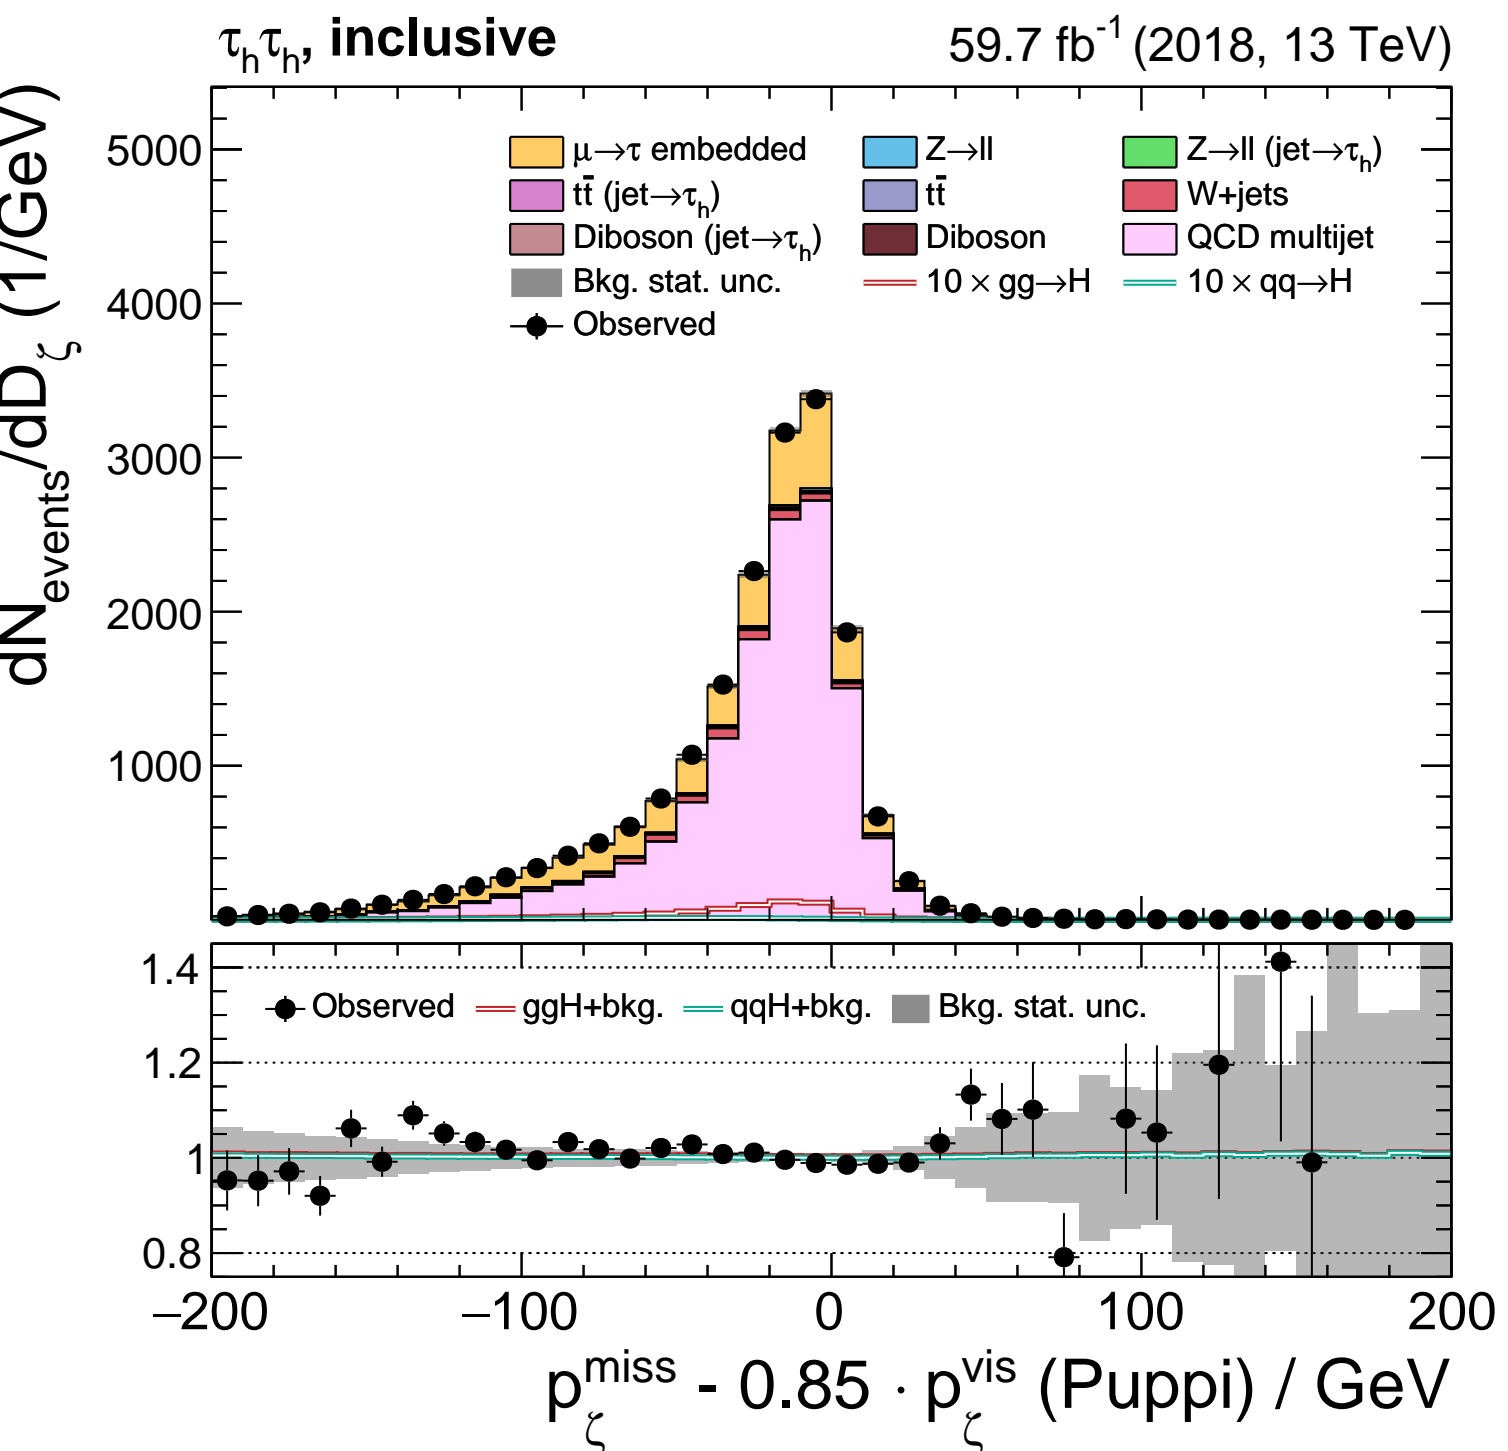 τhτh, inclusive 59.7 fb-1 (2018, 13 TeV)
dNevents/dDζ (1/GeV)
5000
4000
3000
2000
1000
μ→τ embedded Z→ll Z→ll (jet→τh)
tt̄ (jet→τh) tt̄ W+jets
Diboson (jet→τh) Diboson QCD multijet
Bkg. stat. unc. 10 × gg→H 10 × qq→H
Observed
1.4
1.2
1
0.8
Observed ggH+bkg. qqH+bkg. Bkg. stat. unc.
−200 −100 0 100 200
pζmiss - 0.85 · pζvis (Puppi) / GeV